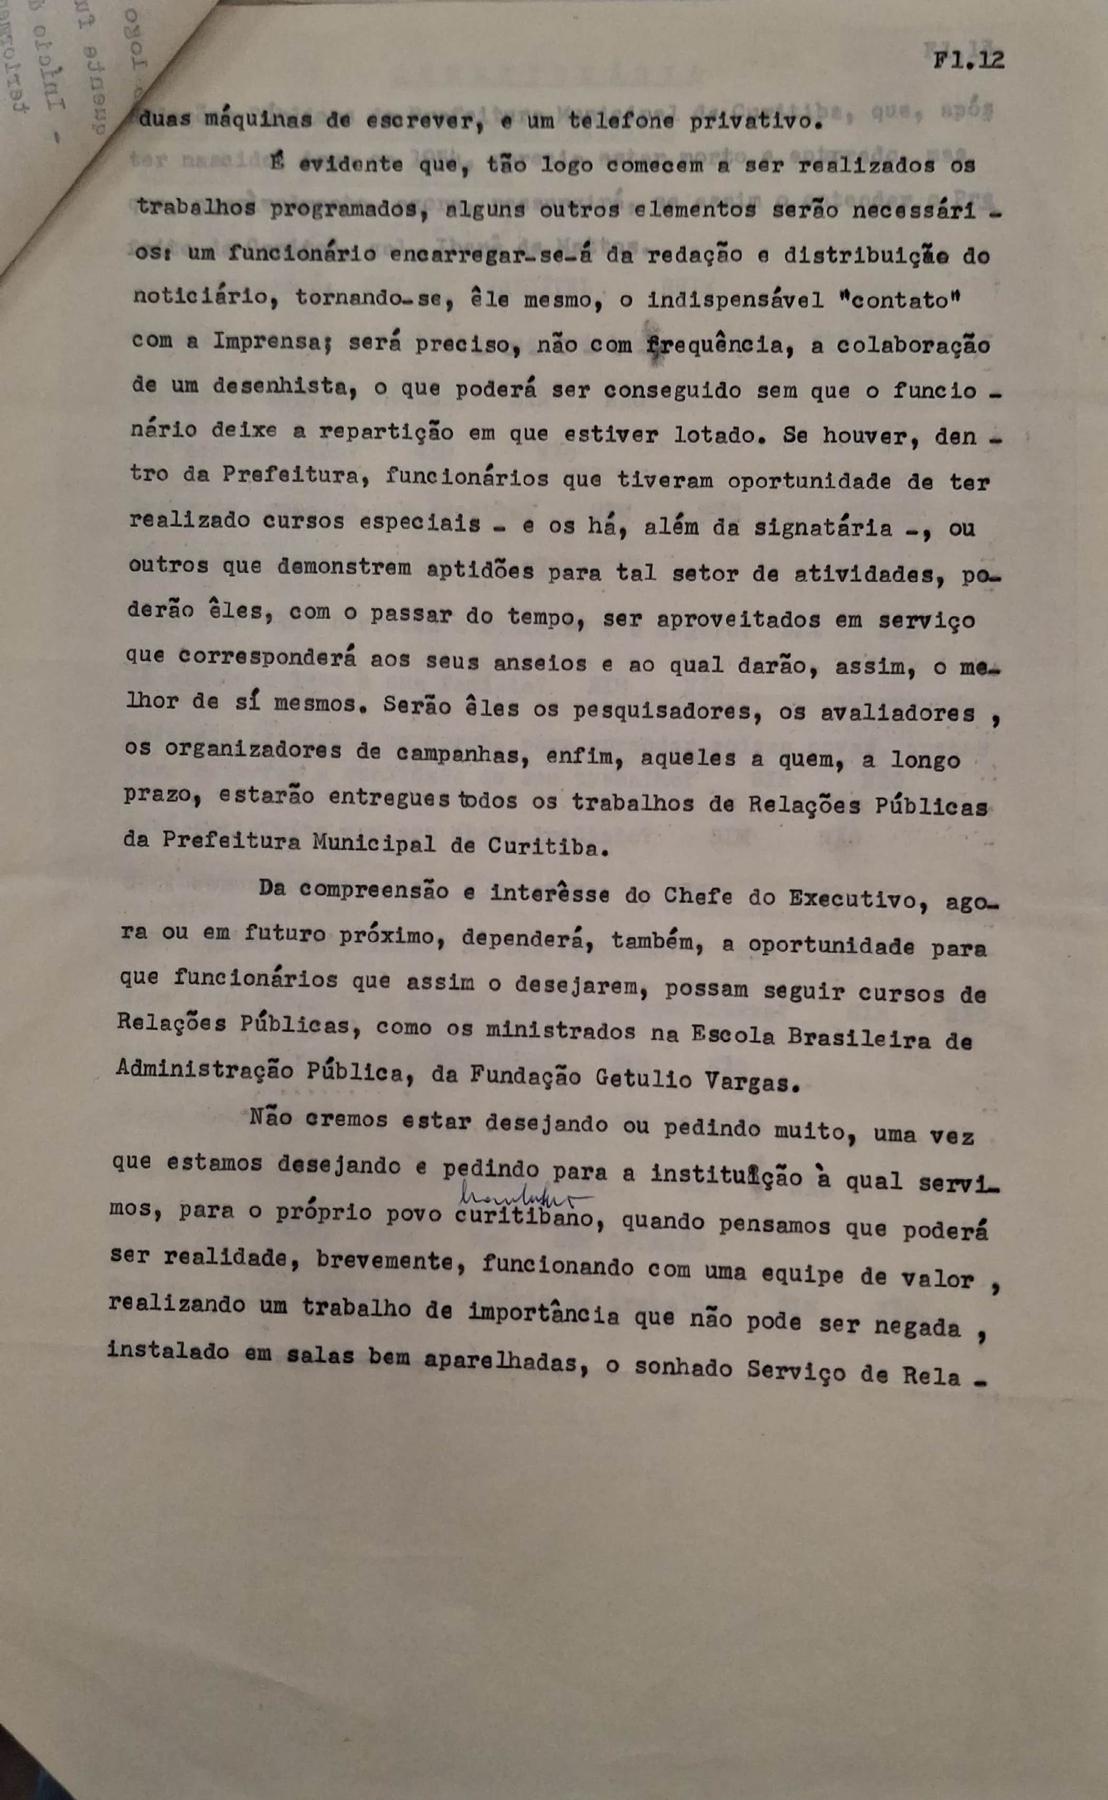 Fl.12
duas máquinas de escrever, e um telefone privativo.
É evidente que, tão logo comecem a ser realizados os
trabalhos programados, alguns outros elementos serão necessári -
os: um funcionário encarregar-se-á da redação e distribuição do
noticiário, tornando-se, êle mesmo, o indispensável "contato"
com a Imprensa; será preciso, não com frequência, a colaboração
de um desenhista, o que poderá ser conseguido sem que o funcio -
nário deixe a repartição em que estiver lotado. Se houver, den -
tro da Prefeitura, funcionários que tiveram oportunidade de ter
realizado cursos especiais - e os há, além da signatária -, ou
outros que demonstrem aptidões para tal setor de atividades, po-
derão êles, com o passar do tempo, ser aproveitados em serviço
que corresponderá aos seus anseios e ao qual darão, assim, o me-
lhor de sí mesmos. Serão êles os pesquisadores, os avaliadores ,
os organizadores de campanhas, enfim, aqueles a quem, a longo
prazo, estarão entregues todos os trabalhos de Relações Públicas
da Prefeitura Municipal de Curitiba.
Da compreensão e interêsse do Chefe do Executivo, ago-
ra ou em futuro próximo, dependerá, também, a oportunidade para
que funcionários que assim o desejarem, possam seguir cursos de
Relações Públicas, como os ministrados na Escola Brasileira de
Administração Pública, da Fundação Getulio Vargas.
Não cremos estar desejando ou pedindo muito, uma vez
que estamos desejando e pedindo para a instituição à qual servi-
mos, para o próprio povo curitibano, quando pensamos que poderá
ser realidade, brevemente, funcionando com uma equipe de valor ,
realizando um trabalho de importância que não pode ser negada ,
instalado em salas bem aparelhadas, o sonhado Serviço de Rela -